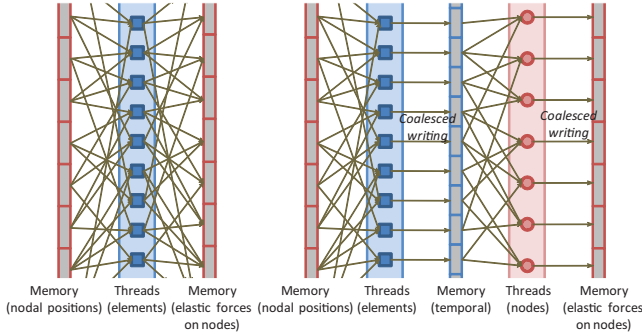 Coalesced
writing
Coalesced
writing
Memory
(nodal positions)
Threads
(elements)
Memory
(elastic forces
on nodes)
Memory
(nodal positions)
Threads
(elements)
Memory
(temporal)
Threads
(nodes)
Memory
(elastic forces
on nodes)